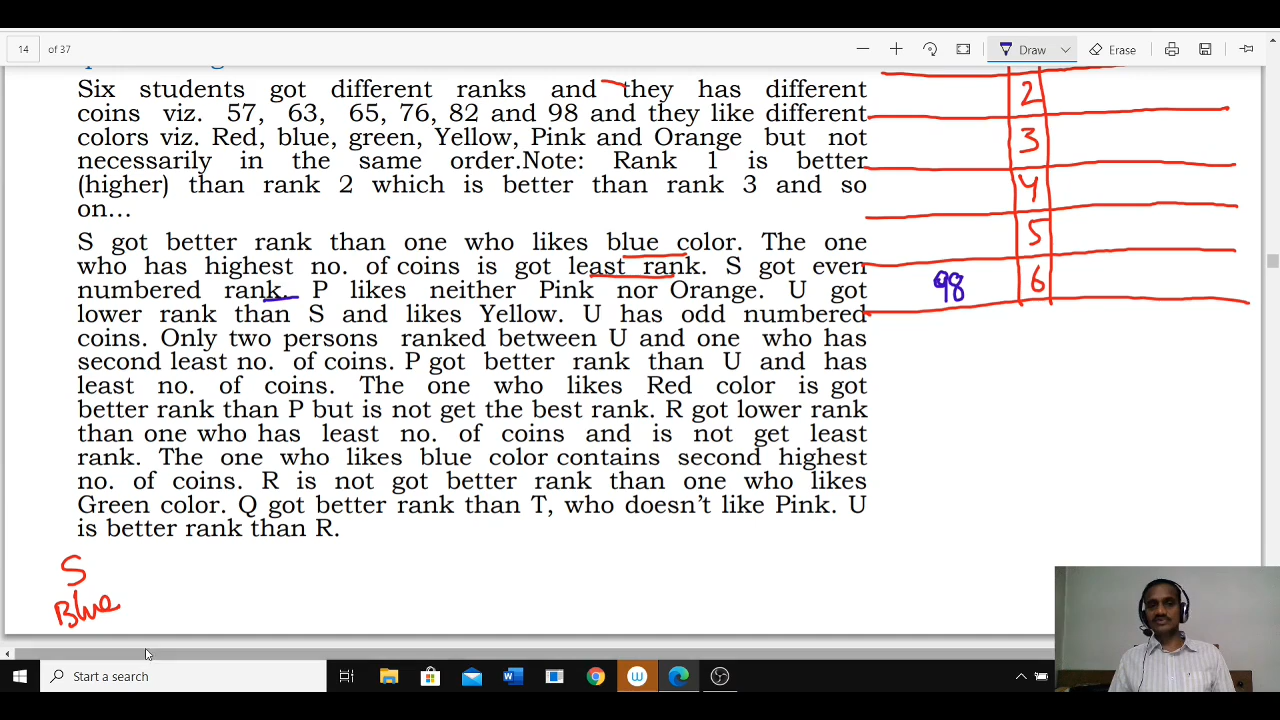 14 of 37
Draw
Erase
Six students got different ranks and they has different
coins viz. 57, 63, 65, 76, 82 and 98 and they like different
colors viz. Red, blue, green, Yellow, Pink and Orange but not
necessarily in the same order.Note: Rank 1 is better
(higher) than rank 2 which is better than rank 3 and so
on...
S got better rank than one who likes blue color. The one
who has highest no. of coins is got least rank. S got even
numbered rank. P likes neither Pink nor Orange. U got
lower rank than S and likes Yellow. U has odd numbered
coins. Only two persons ranked between U and one who has
second least no. of coins. P got better rank than U and has
least no. of coins. The one who likes Red color is got
better rank than P but is not get the best rank. R got lower rank
than one who has least no. of coins and is not get least
rank. The one who likes blue color contains second highest
no. of coins. R is not got better rank than one who likes
Green color. Q got better rank than T, who doesn't like Pink. U
is better rank than R.
2
3
4
5
98 6
S
Blue
Start a search